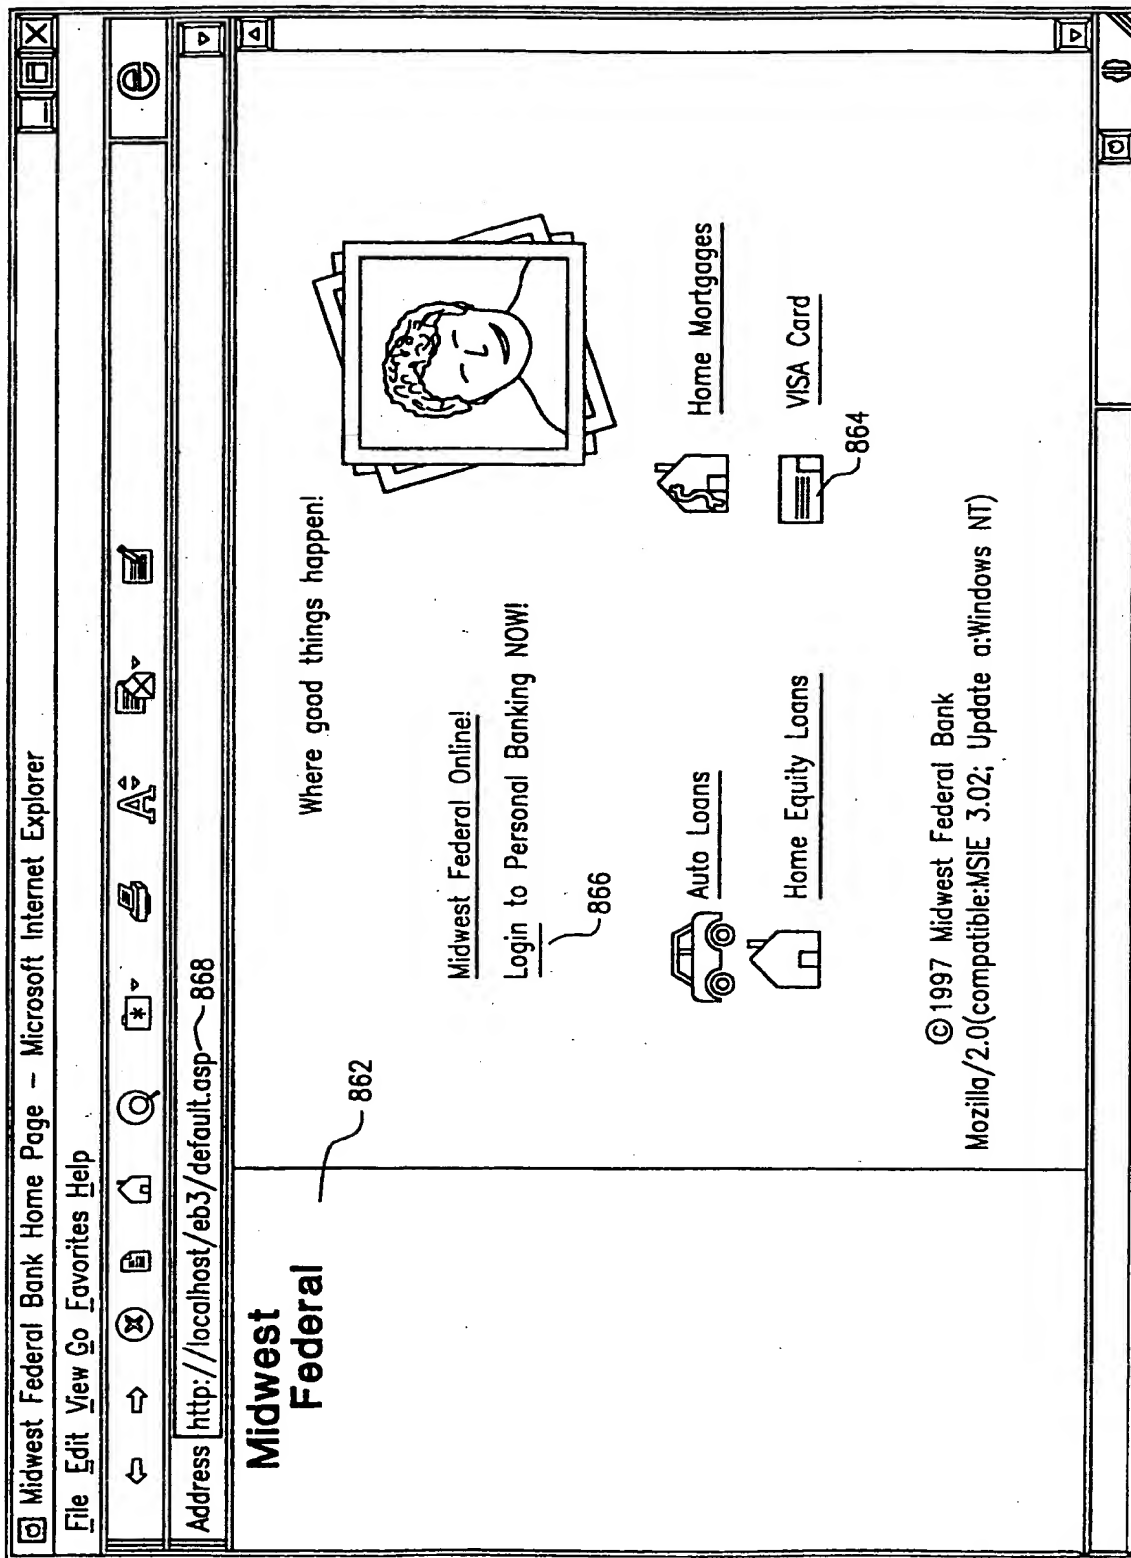 Midwest Federal Bank Home Page – Microsoft Internet Explorer
File Edit View Go Favorites Help
Address http://localhost/eb3/default.asp 868
Midwest
Federal
862
Where good things happen!
Midwest Federal Online!
Login to Personal Banking NOW!
866
Auto Loans
Home Mortgages
Home Equity Loans
VISA Card
864
©1997 Midwest Federal Bank
Mozilla/2.0(compatible:MSIE 3.02; Update a:Windows NT)